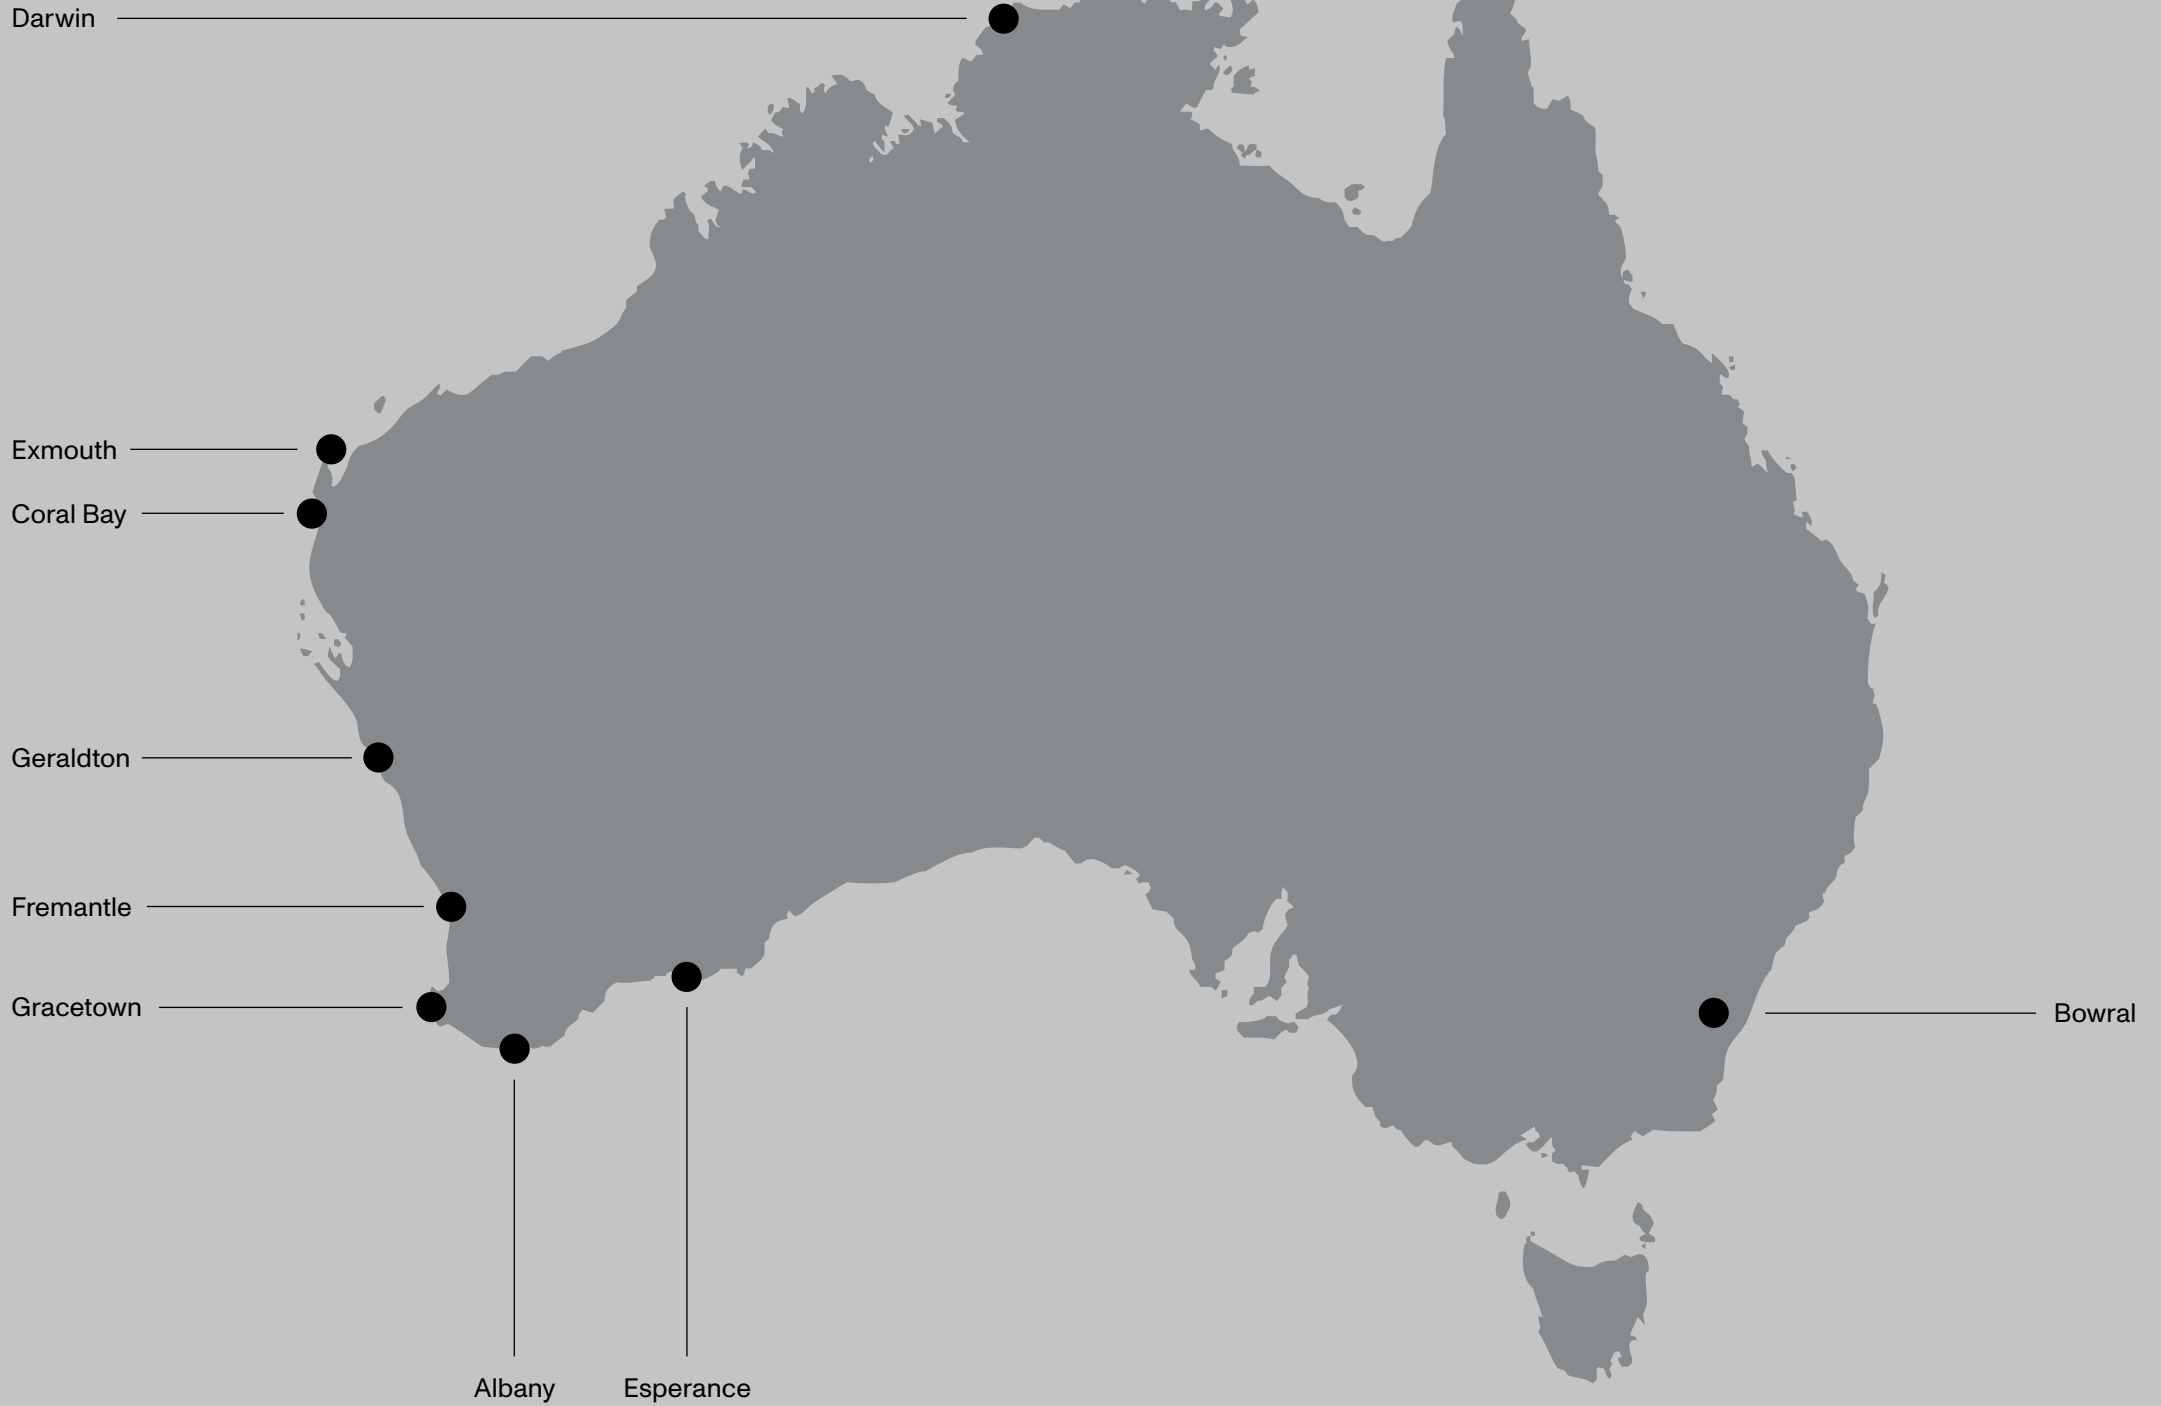 Darwin
Exmouth
Coral Bay
Geraldton
Fremantle
Gracetown
Bowral
Albany
Esperance